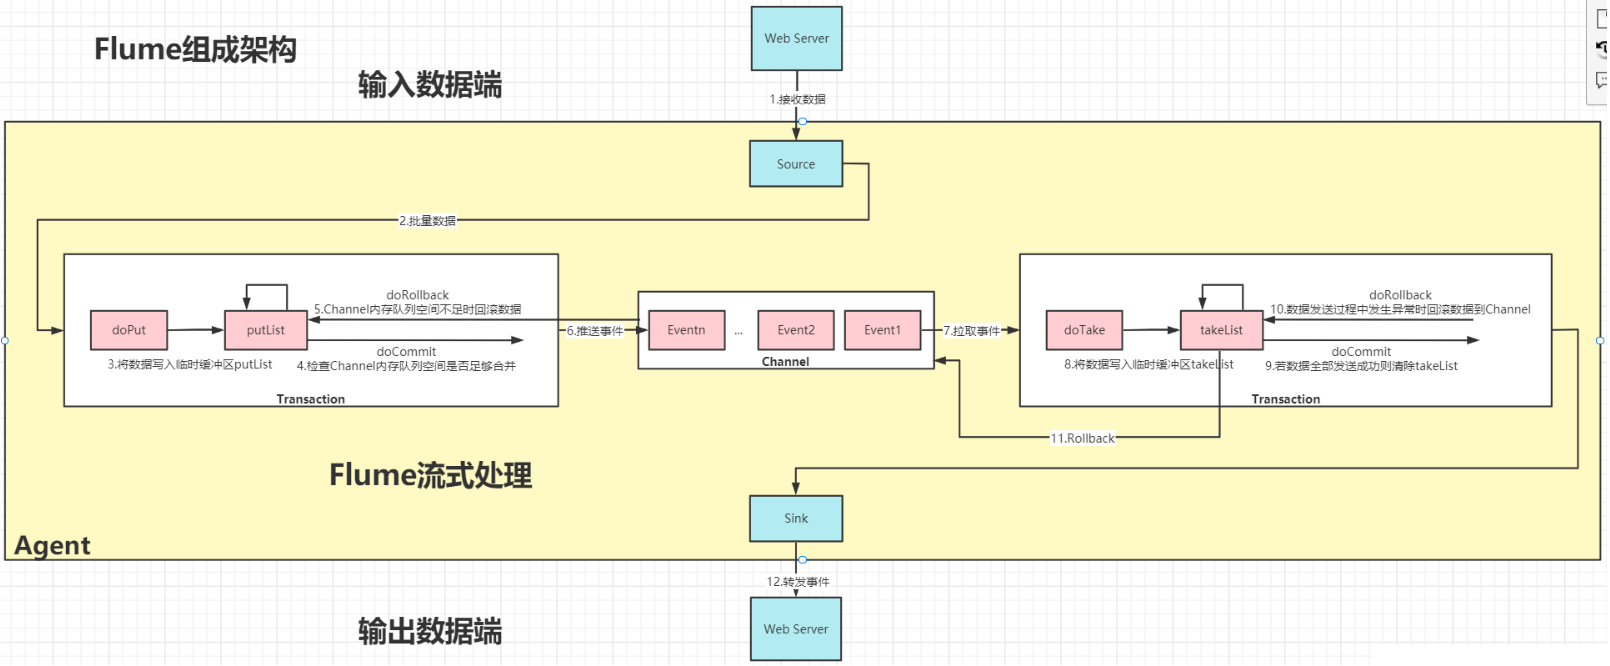 Web Server
Flume组成架构
输入数据端
1.接收数据
Source
2.批量数据
doRollback
5.Channel内存队列空间不足时回滚数据
doPut
putList
doCommit
3.将数据写入临时缓冲区putList
4.检查Channel内存队列空间是否足够合并
Transaction
6.推送事件
Eventn
...
Event2
Event1
Channel
7.拉取事件
doRollback
10.数据发送过程中发生异常时回滚数据到Channel
doTake
takeList
doCommit
8.将数据写入临时缓冲区takeList
9.若数据全部发送成功则清除takeList
Transaction
11.Rollback
Flume流式处理
Sink
Agent
12.转发事件
输出数据端
Web Server